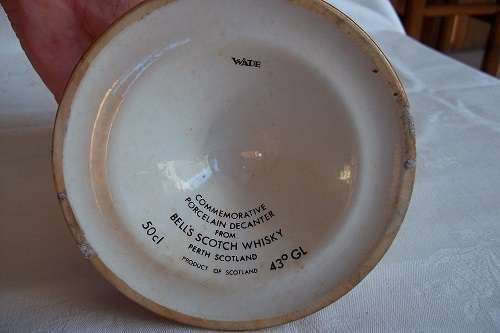 WADE
COMMEMORATIVE
PORCELAIN DECANTER
FROM
BELL'S SCOTCH WHISKY
PERTH SCOTLAND
50cl PRODUCT OF SCOTLAND 43° GL